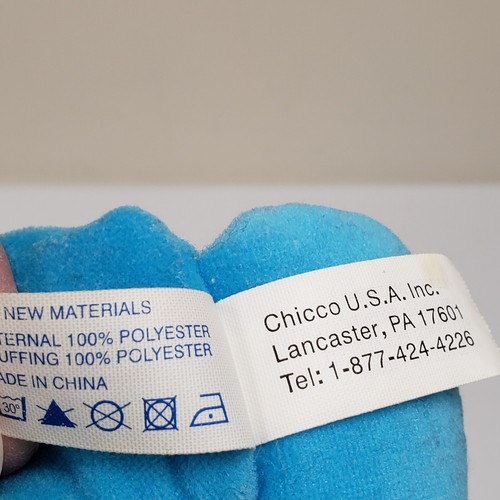 NEW MATERIALS
TERNAL 100% POLYESTER
UFFING 100% POLYESTER
ADE IN CHINA
30°
Chicco U.S.A. Inc.
Lancaster, PA 17601
Tel: 1-877-424-4226